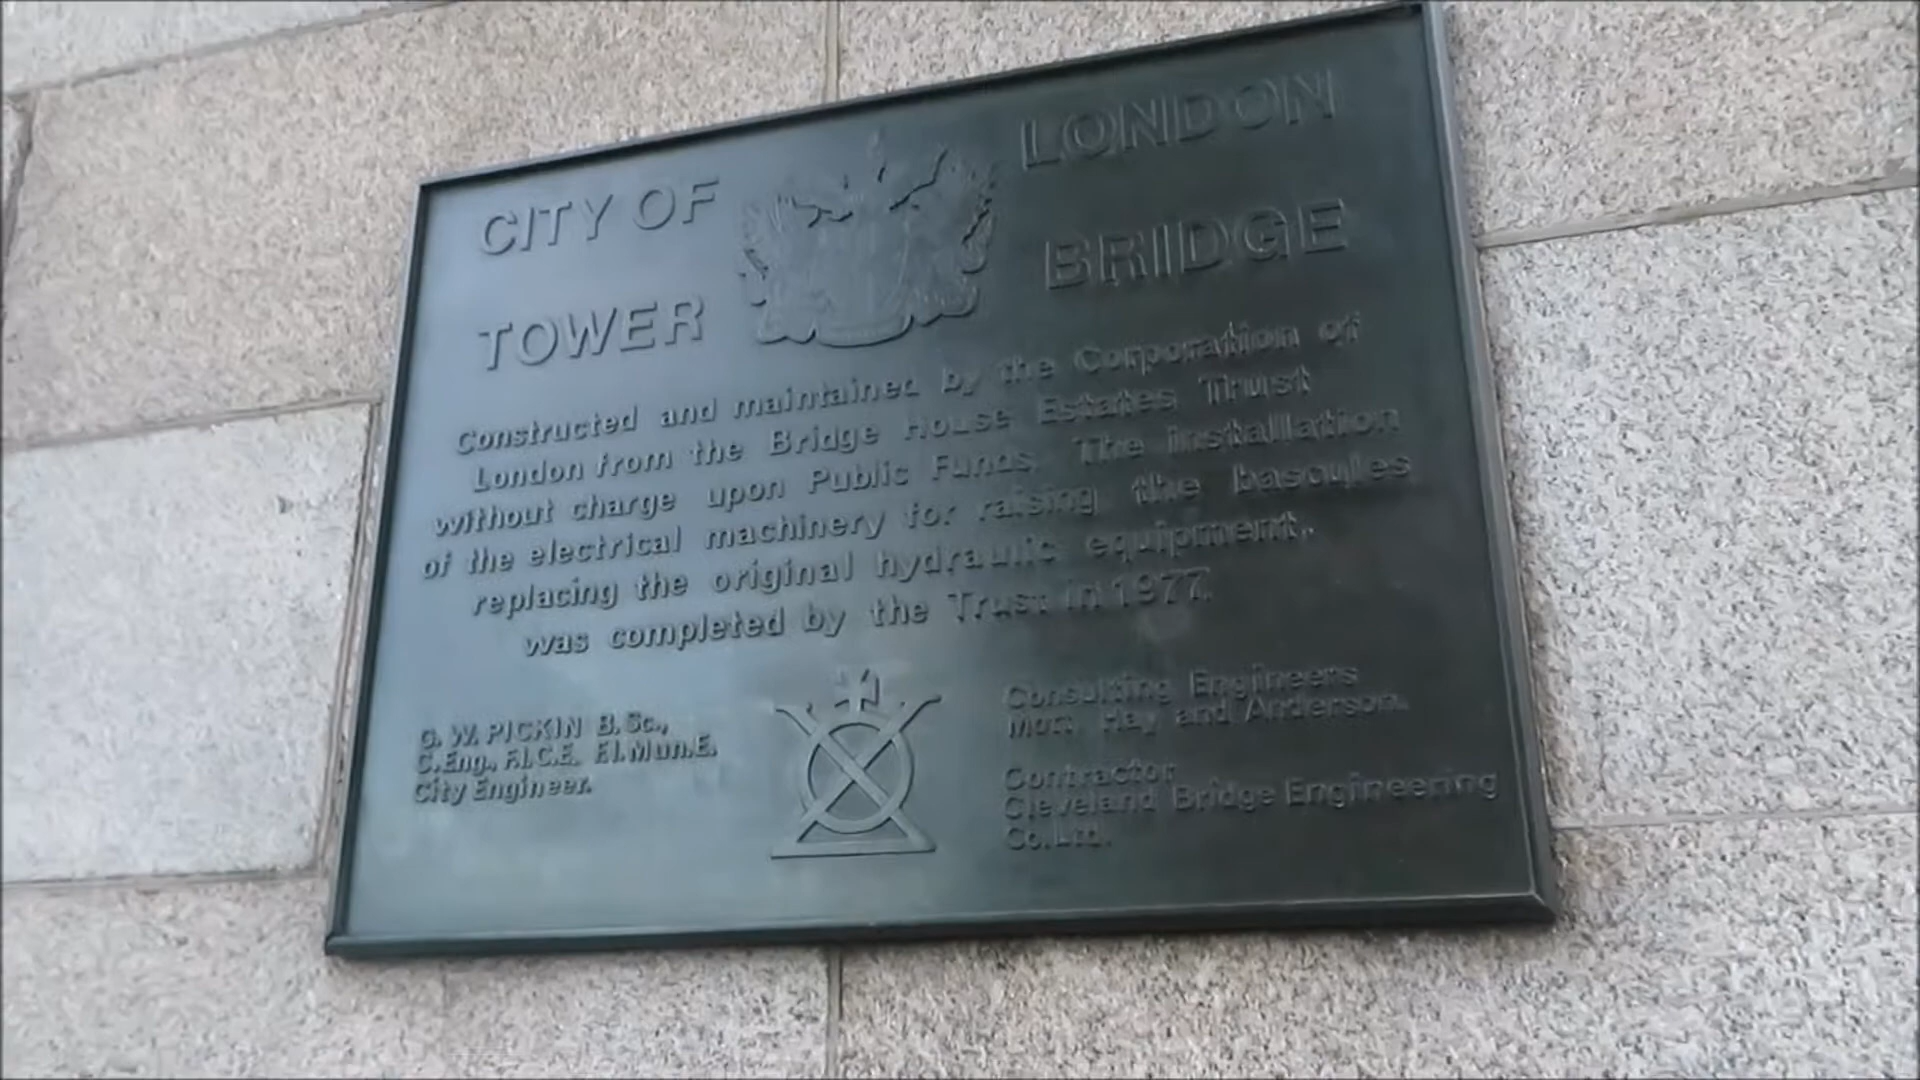 CITY OF LONDON
TOWER BRIDGE
Constructed and maintained by the Corporation of
London from the Bridge House Estates Trust
without charge upon Public Funds. The installation
of the electrical machinery for raising the bascules
replacing the original hydraulic equipment.
was completed by the Trust in 1977.
G. W. PICKIN B. Sc.,
C. Eng., F.I.C.E. F.I. Mun. E.
City Engineer.
Consulting Engineers
Mott, Hay and Anderson.
Contractor
Cleveland Bridge Engineering
Co. Ltd.